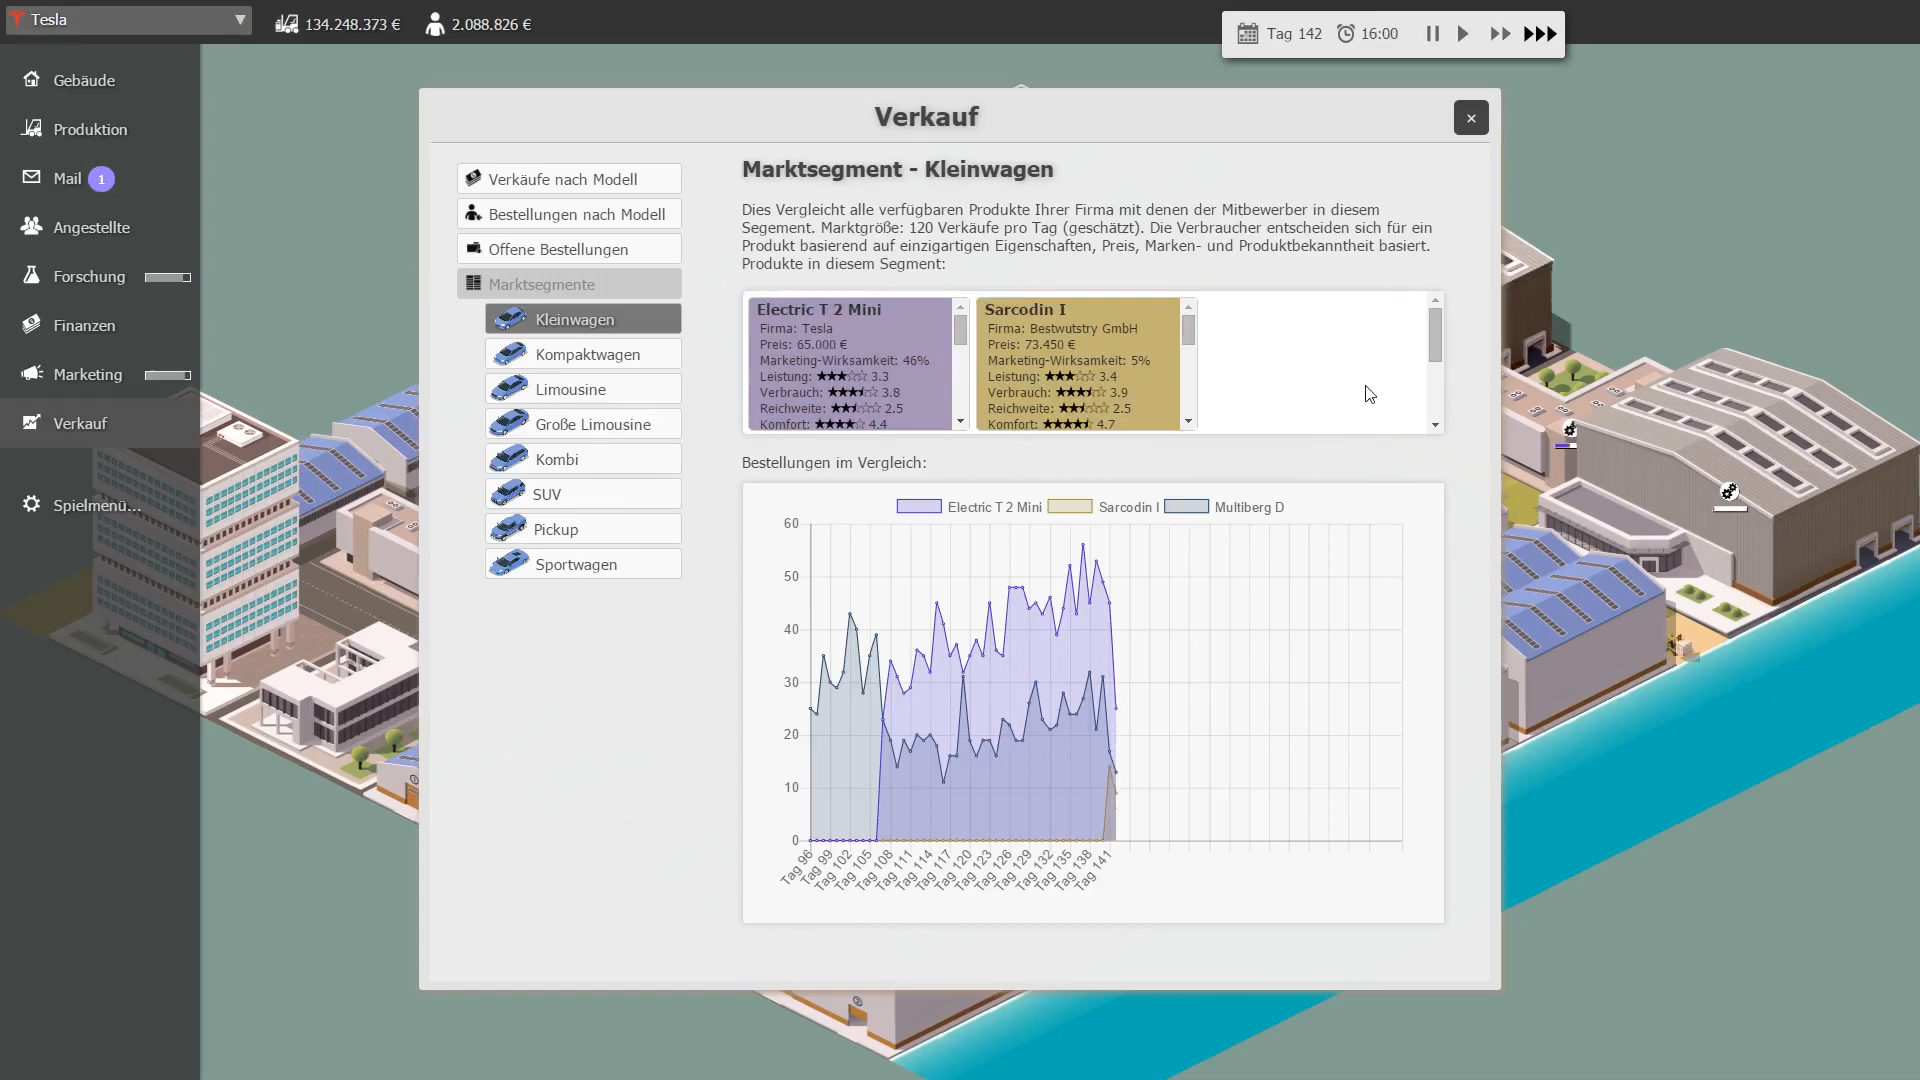 Tesla
134.248.373 €
2.088.826 €
Tag 142
16:00
Gebäude
Produktion
Mail
1
Angestellte
Forschung
Finanzen
Marketing
Verkauf
Spielmenü...
Verkauf
×
Verkäufe nach Modell
Bestellungen nach Modell
Offene Bestellungen
Marktsegmente
Kleinwagen
Kompaktwagen
Limousine
Große Limousine
Kombi
SUV
Pickup
Sportwagen
Marktsegment - Kleinwagen
Dies Vergleicht alle verfügbaren Produkte Ihrer Firma mit denen der Mitbewerber in diesem
Segement. Marktgröße: 120 Verkäufe pro Tag (geschätzt). Die Verbraucher entscheiden sich für ein
Produkt basierend auf einzigartigen Eigenschaften, Preis, Marken- und Produktbekanntheit basiert.
Produkte in diesem Segment:
Electric T 2 Mini
Firma: Tesla
Preis: 65.000 €
Marketing-Wirksamkeit: 46%
Leistung: 3.3
Verbrauch: 3.8
Reichweite: 2.5
Komfort: 4.4
Sarcodin I
Firma: Bestwutstry GmbH
Preis: 73.450 €
Marketing-Wirksamkeit: 5%
Leistung: 3.4
Verbrauch: 3.9
Reichweite: 2.5
Komfort: 4.7
Bestellungen im Vergleich:
Electric T 2 Mini
Sarcodin I
Multiberg D
60
50
40
30
20
10
0
Tag 96
Tag 99
Tag 102
Tag 105
Tag 108
Tag 111
Tag 114
Tag 117
Tag 120
Tag 123
Tag 126
Tag 129
Tag 132
Tag 135
Tag 138
Tag 141